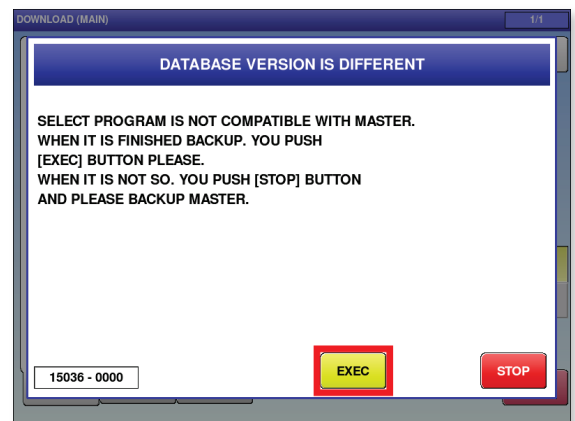 DOWNLOAD (MAIN) 1/1
DATABASE VERSION IS DIFFERENT
SELECT PROGRAM IS NOT COMPATIBLE WITH MASTER.
WHEN IT IS FINISHED BACKUP. YOU PUSH
[EXEC] BUTTON PLEASE.
WHEN IT IS NOT SO. YOU PUSH [STOP] BUTTON
AND PLEASE BACKUP MASTER.
EXEC
STOP
15036 - 0000